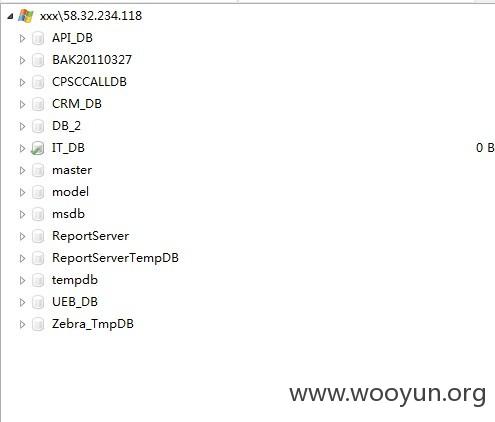 xxx\58.32.234.118
API_DB
BAK20110327
CPSCCALLDB
CRM_DB
DB_2
IT_DB 0 B
master
model
msdb
ReportServer
ReportServerTempDB
tempdb
UEB_DB
Zebra_TmpDB
www.wooyun.org